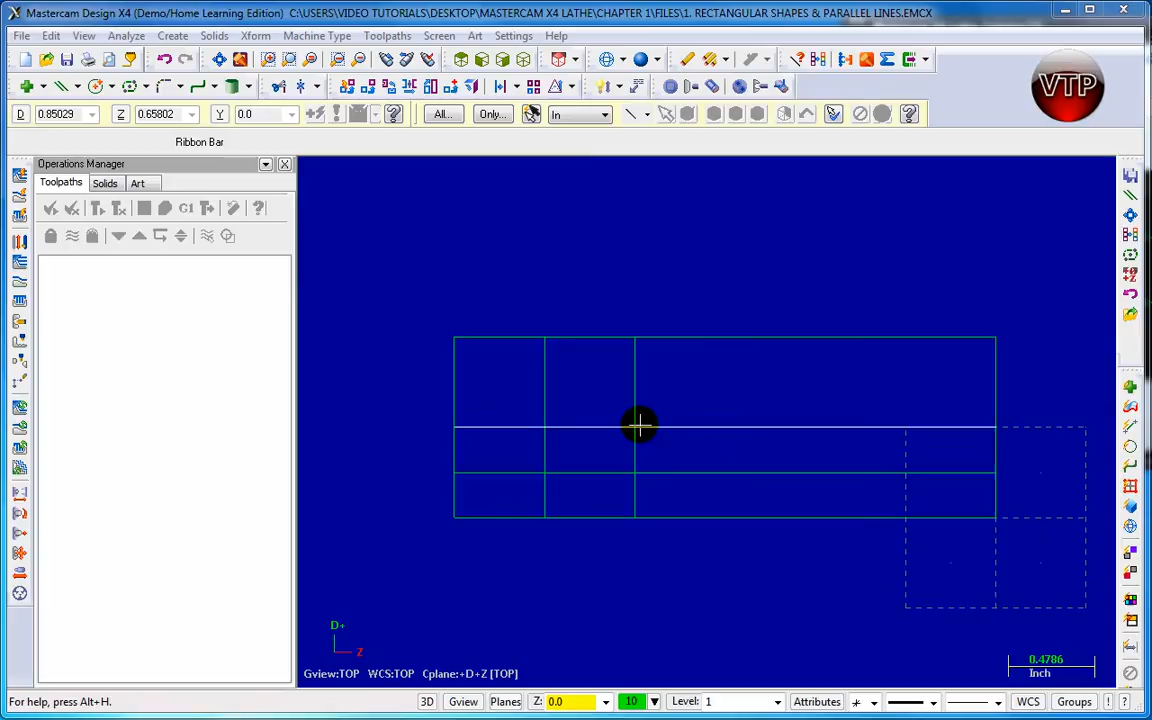 Mastercam Design X4 (Demo/Home Learning Edition) C:\USERS\VIDEO TUTORIALS\DESKTOP\MASTERCAM X4 LATHE\CHAPTER 1\FILES\1. RECTANGULAR SHAPES & PARALLEL LINES.EMCX
File Edit View Analyze Create Solids Xform Machine Type Toolpaths Screen Art Settings Help
VTP
D 0.85029 Z 0.65802 Y 0.0 All... Only... In
Ribbon Bar
Operations Manager
Toolpaths Solids Art
G1
D+
Z
Gview:TOP WCS:TOP Cplane:+D+Z [TOP]
0.4786
Inch
For help, press Alt+H. 3D Gview Planes Z: 0.0 10 Level: 1 Attributes WCS Groups ! ?